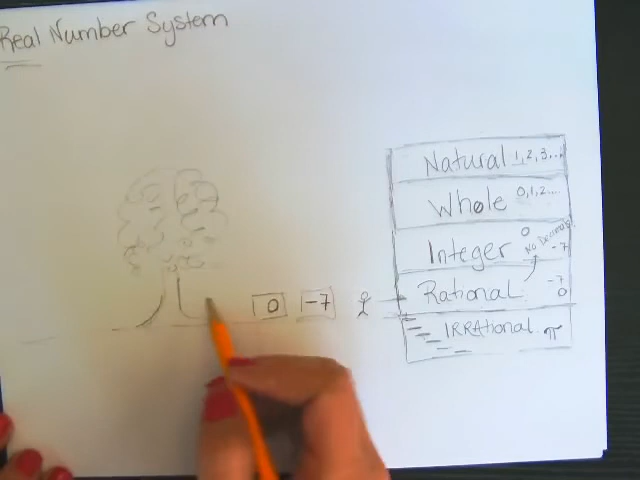 Real Number System
Natural 1,2,3...
Whole 0,1,2....
Integer 0 No Decimals! -7
Rational -7 0
IRRAtional. π
0 -7